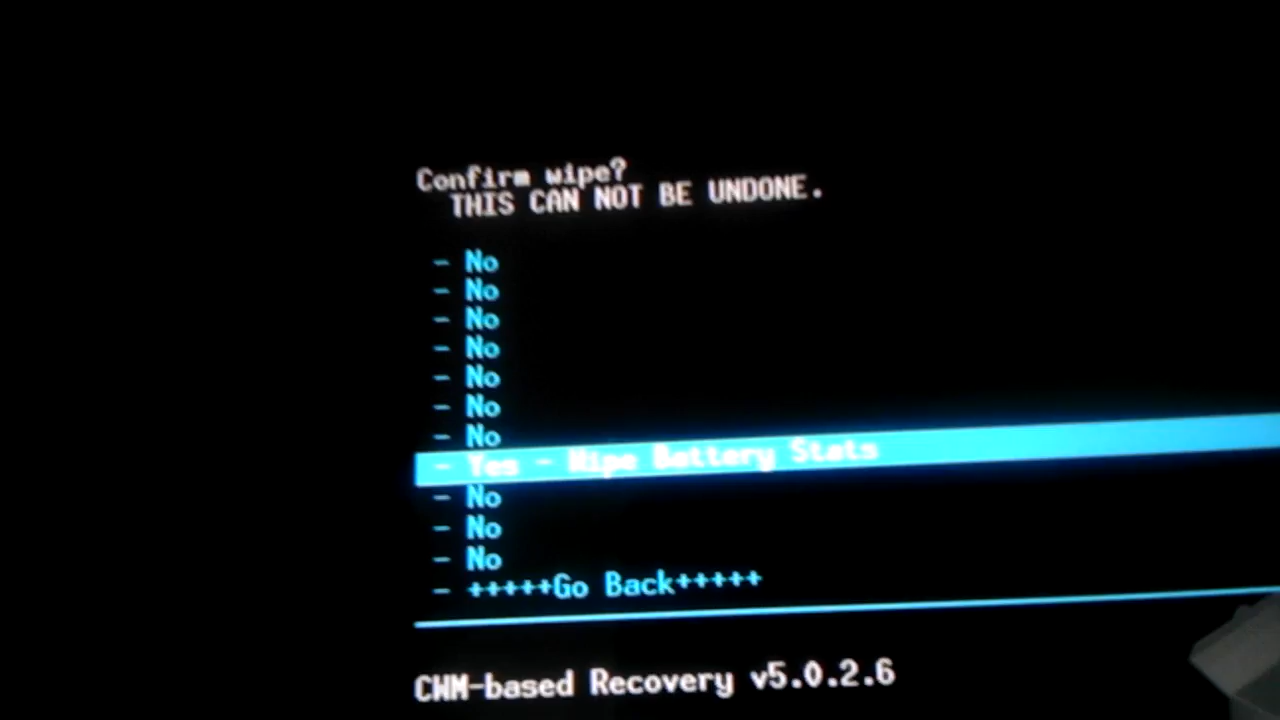 Confirm wipe?
THIS CAN NOT BE UNDONE.
- No
- No
- No
- No
- No
- No
- No
- Yes - Wipe Battery Stats
- No
- No
- No
- +++++Go Back+++++
CWM-based Recovery v5.0.2.6